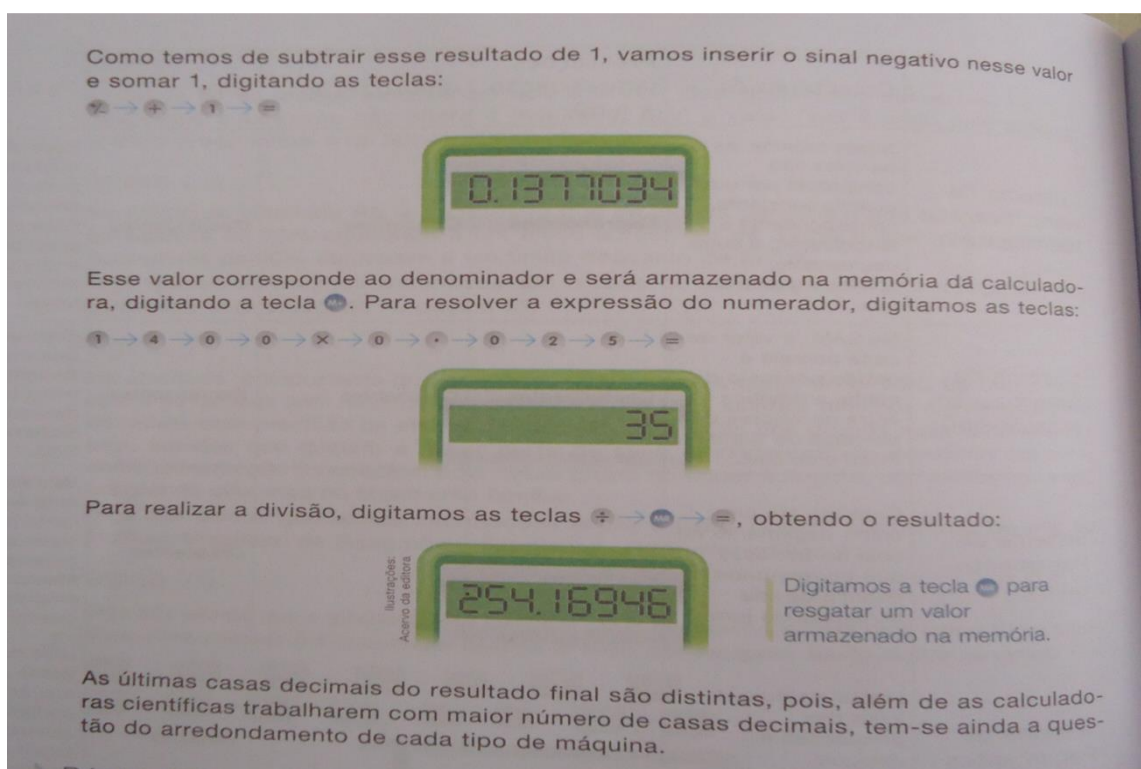 Como temos de subtrair esse resultado de 1, vamos inserir o sinal negativo nesse valor
e somar 1, digitando as teclas:
+/- → + → 1 → =
0.1377034
Esse valor corresponde ao denominador e será armazenado na memória da calculado-
ra, digitando a tecla M+. Para resolver a expressão do numerador, digitamos as teclas:
1 → 4 → 0 → 0 → × → 0 → · → 0 → 2 → 5 → =
35
Para realizar a divisão, digitamos as teclas ÷ → MR → =, obtendo o resultado:
Ilustrações:
Acervo da editora
254.16946
Digitamos a tecla MR para
resgatar um valor
armazenado na memória.
As últimas casas decimais do resultado final são distintas, pois, além de as calculado-
ras científicas trabalharem com maior número de casas decimais, tem-se ainda a ques-
tão do arredondamento de cada tipo de máquina.